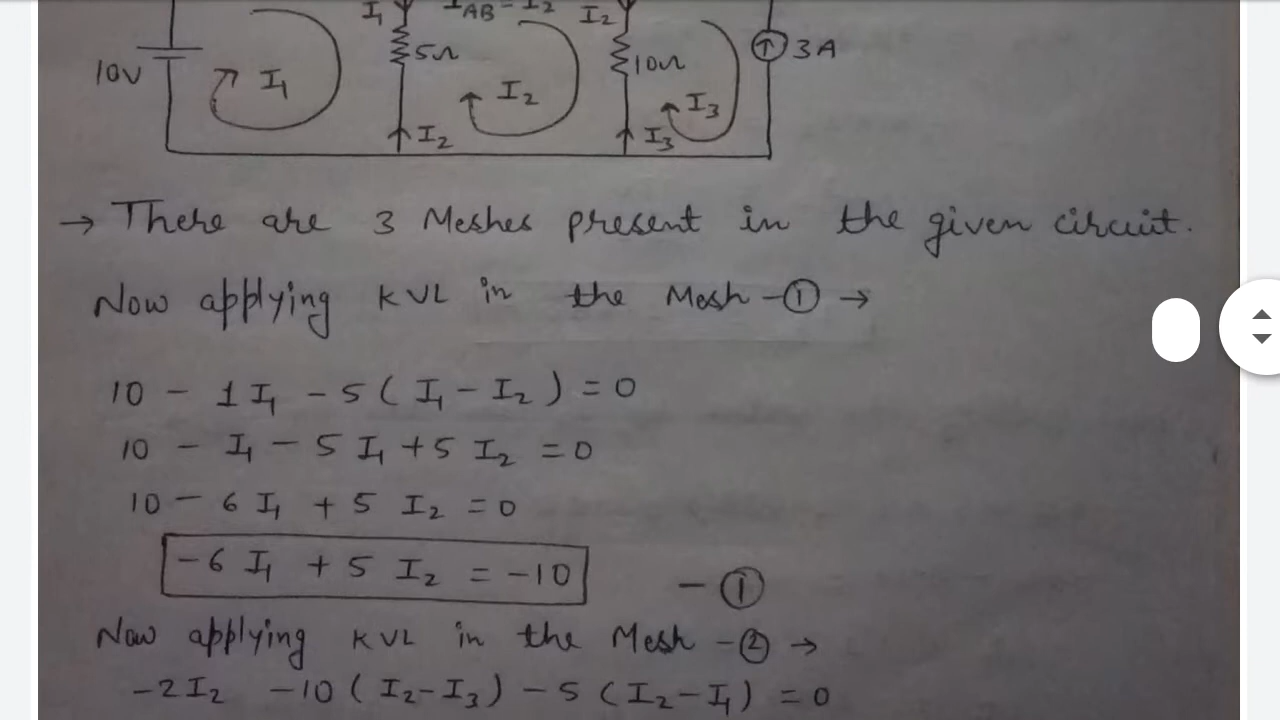 I₁ I_AB = I₂ I₂
5Ω
10Ω
3A
10V
I₁
I₂
I₃
I₂
I₃
→ There are 3 Meshes present in the given circuit.
Now applying KVL in the Mesh -① →
10 - 1I₁ - 5(I₁ - I₂) = 0
10 - I₁ - 5I₁ + 5I₂ = 0
10 - 6I₁ + 5I₂ = 0
-6I₁ + 5I₂ = -10 -①
Now applying KVL in the Mesh -② →
-2I₂ -10(I₂-I₃) -5(I₂-I₁) = 0